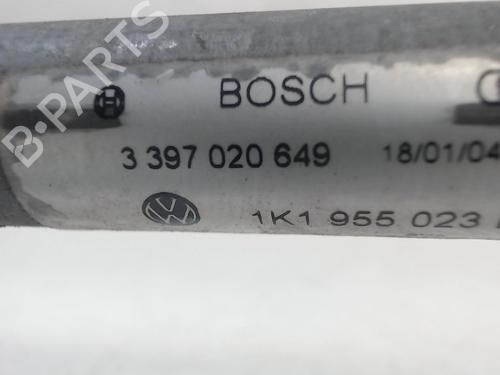 BOSCH
3 397 020 649 18/01/04
1K1 955 023
B-PARTS